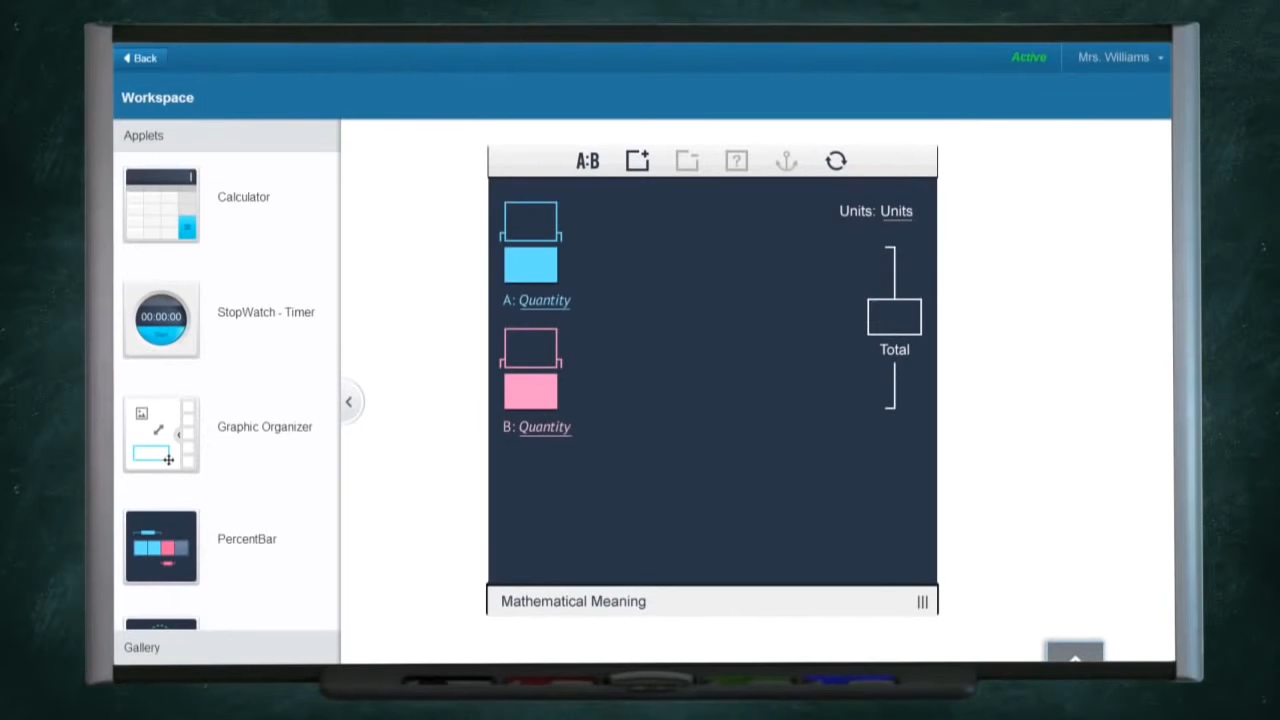 Back
Active
Mrs. Williams
Workspace
Applets
Calculator
00:00:00
StopWatch - Timer
Graphic Organizer
PercentBar
Gallery
A:B
?
Units: Units
A: Quantity
Total
B: Quantity
Mathematical Meaning